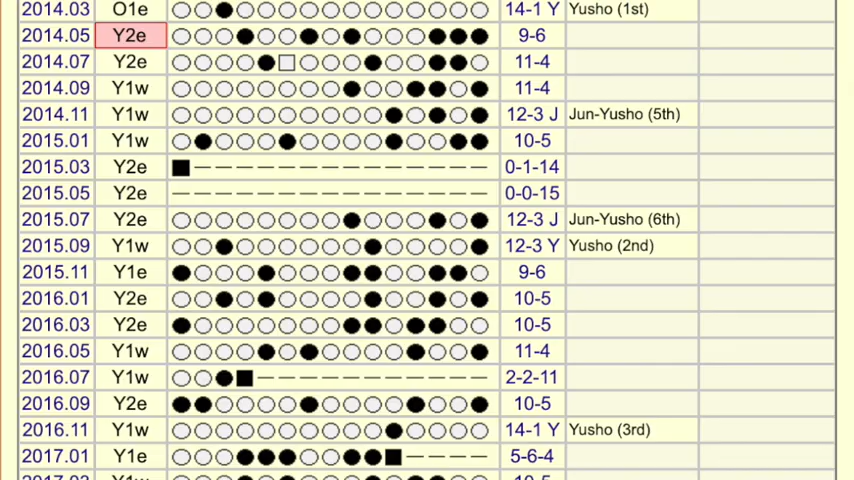 2014.03 O1e 14-1 Y Yusho (1st)
2014.05 Y2e 9-6
2014.07 Y2e 11-4
2014.09 Y1w 11-4
2014.11 Y1w 12-3 J Jun-Yusho (5th)
2015.01 Y1w 10-5
2015.03 Y2e 0-1-14
2015.05 Y2e 0-0-15
2015.07 Y2e 12-3 J Jun-Yusho (6th)
2015.09 Y1w 12-3 Y Yusho (2nd)
2015.11 Y1e 9-6
2016.01 Y2e 10-5
2016.03 Y2e 10-5
2016.05 Y1w 11-4
2016.07 Y1w 2-2-11
2016.09 Y2e 10-5
2016.11 Y1w 14-1 Y Yusho (3rd)
2017.01 Y1e 5-6-4
2017.03 Y1w 10-5